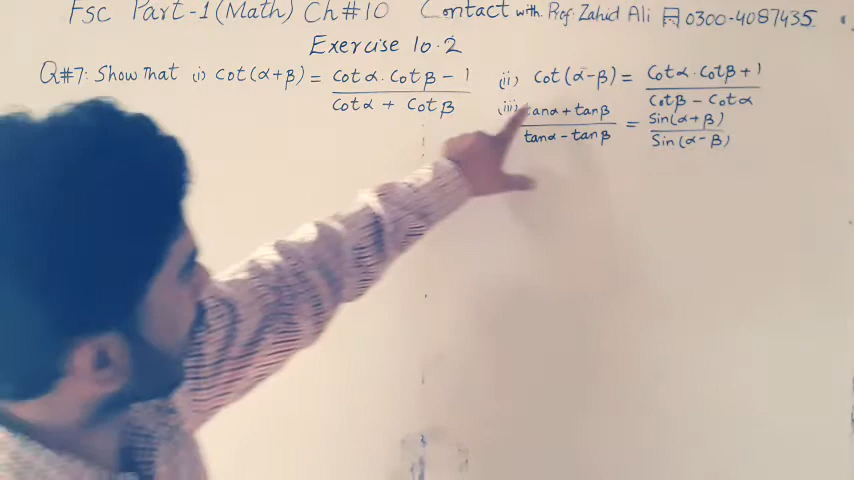 Fsc Part-1 (Math) Ch#10 Contact with Prof. Zahid Ali 0300-4087435
Exercise 10.2
Q#7: Show That (i) Cot(α+β) = (Cotα.Cotβ - 1)/(Cotα + Cotβ) (ii) Cot(α-β) = (Cotα.Cotβ+1)/(Cotβ - Cotα)
(iii) (tanα + tanβ)/(tanα - tanβ) = Sin(α+β)/Sin(α-β)